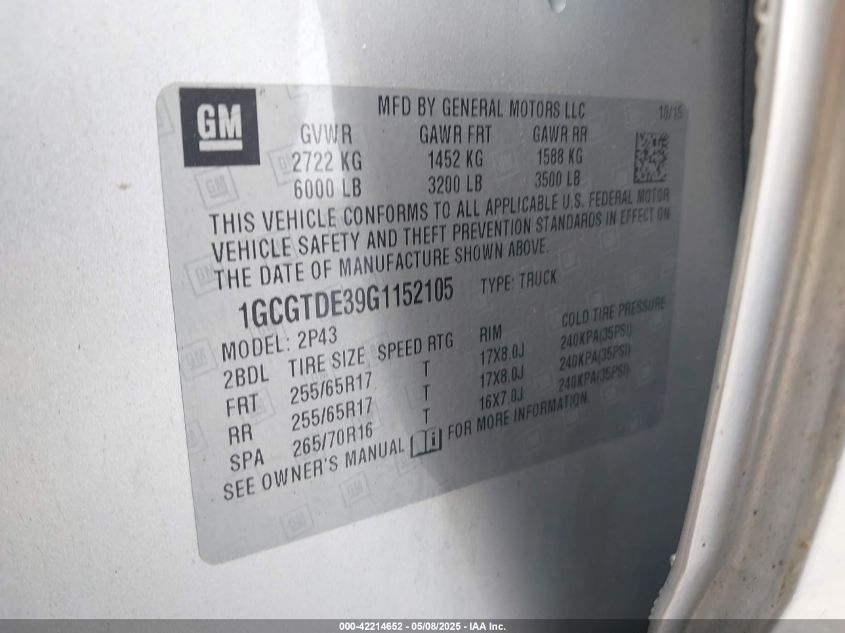 GM
MFD BY GENERAL MOTORS LLC 10/15
GVWR GAWR FRT GAWR RR
2722 KG 1452 KG 1588 KG
6000 LB 3200 LB 3500 LB
THIS VEHICLE CONFORMS TO ALL APPLICABLE U.S. FEDERAL MOTOR
VEHICLE SAFETY AND THEFT PREVENTION STANDARDS IN EFFECT ON
THE DATE OF MANUFACTURE SHOWN ABOVE.
1GCGTDE39G1152105 TYPE: TRUCK
MODEL: 2P43
2BDL TIRE SIZE SPEED RTG RIM COLD TIRE PRESSURE
FRT 255/65R17 T 17X8.0J 240KPA(35PSI)
RR 255/65R17 T 17X8.0J 240KPA(35PSI)
SPA 265/70R16 T 16X7.0J 240KPA(35PSI)
SEE OWNER'S MANUAL FOR MORE INFORMATION.
000-42214652 - 05/08/2025 - IAA Inc.